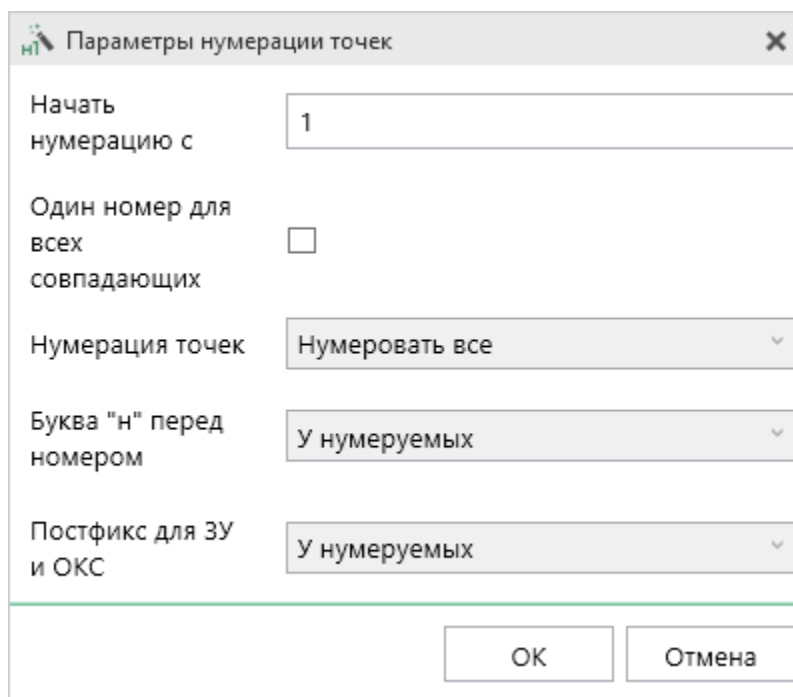 н1 Параметры нумерации точек
Начать
нумерацию с
1
Один номер для
всех
совпадающих
Нумерация точек
Нумеровать все
Буква "н" перед
номером
У нумеруемых
Постфикс для ЗУ
и ОКС
У нумеруемых
ОК
Отмена